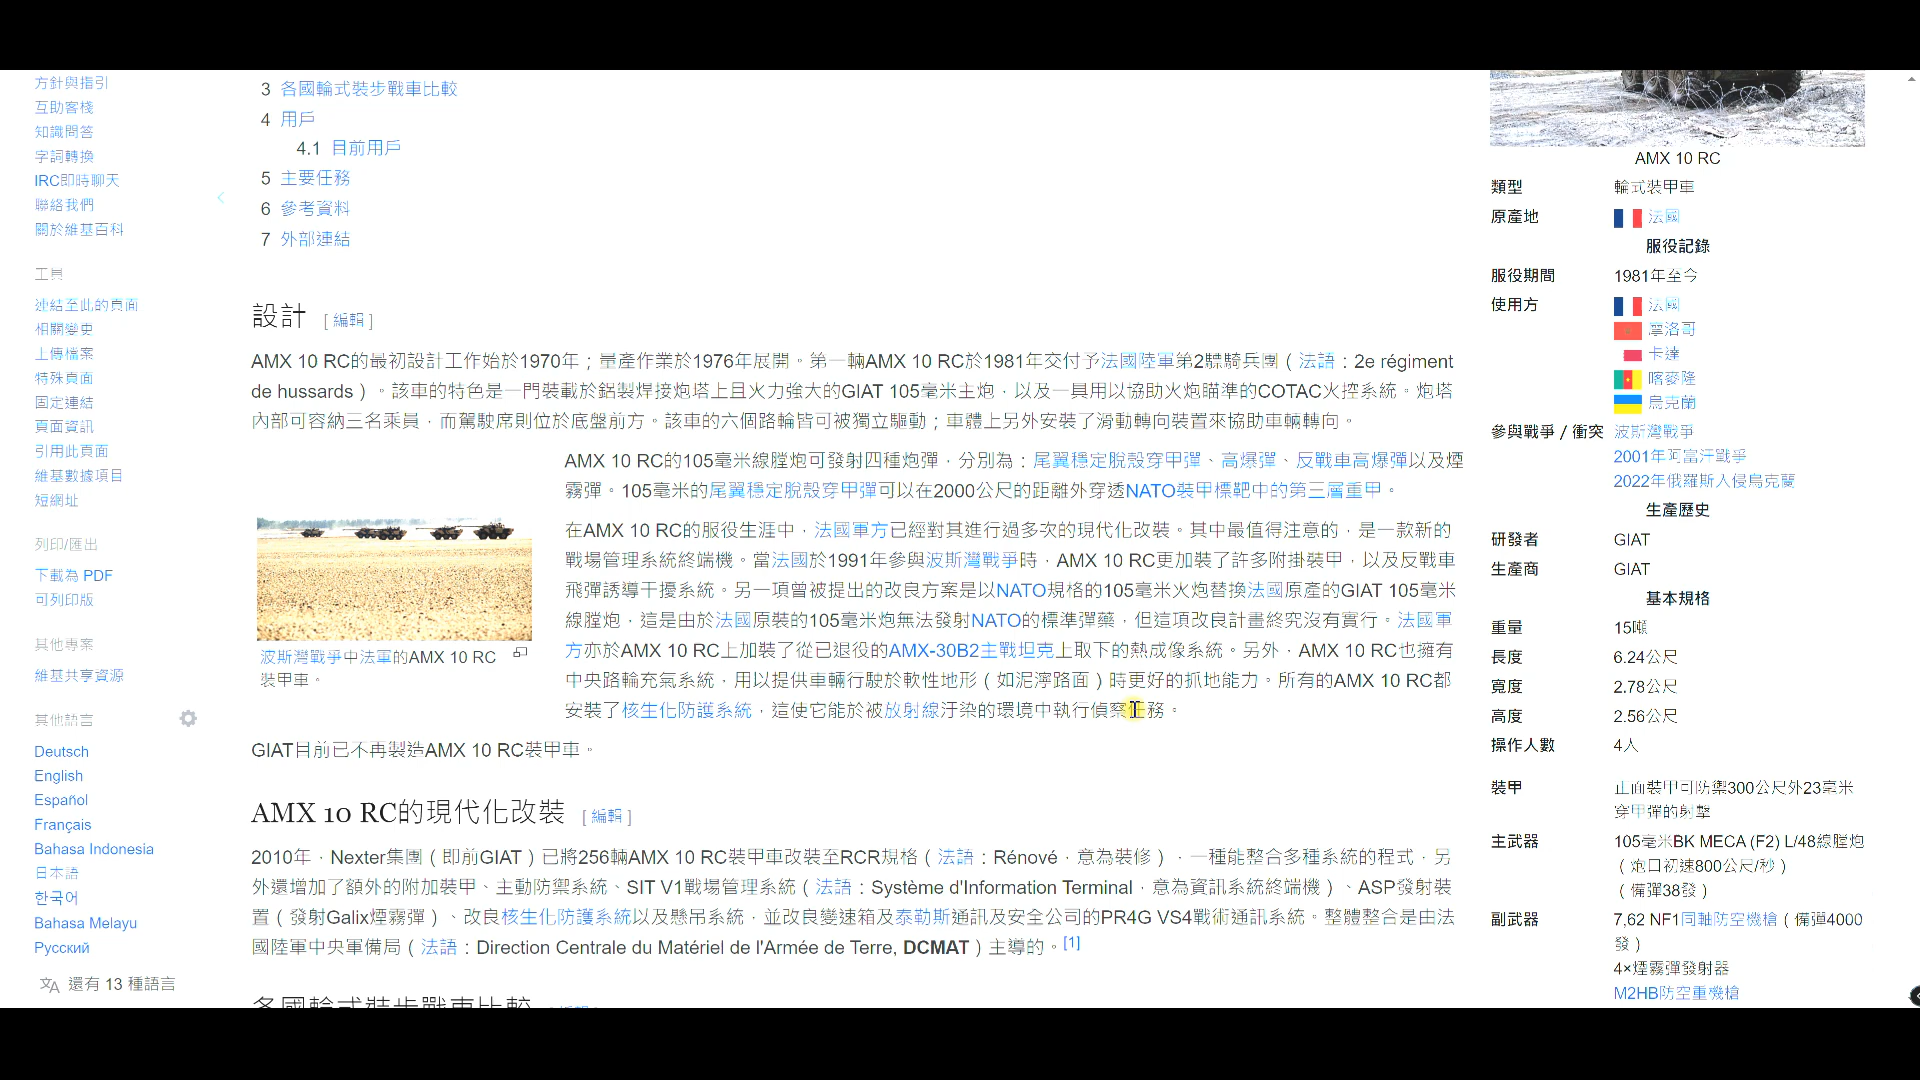 方針與指引
互助客棧
知識問答
字詞轉換
IRC即時聊天
聯絡我們
關於維基百科
工具
連結至此的頁面
相關變更
上傳檔案
特殊頁面
固定連結
頁面資訊
引用此頁面
維基數據項目
短網址
列印/匯出
下載為 PDF
可列印版
其他專案
維基共享資源
其他語言
Deutsch
English
Español
Français
Bahasa Indonesia
日本語
한국어
Bahasa Melayu
Русский
還有 13 種語言
3 各國輪式裝步戰車比較
4 用戶
4.1 目前用戶
5 主要任務
6 參考資料
7 外部連結
設計 [ 編輯 ]
AMX 10 RC的最初設計工作始於1970年；量產作業於1976年展開。第一輛AMX 10 RC於1981年交付予法國陸軍第2驃騎兵團（法語：2e régiment
de hussards）。該車的特色是一門裝載於鋁製焊接炮塔上且火力強大的GIAT 105毫米主炮，以及一具用以協助火炮瞄準的COTAC火控系統。炮塔
內部可容納三名乘員，而駕駛席則位於底盤前方。該車的六個路輪皆可被獨立驅動；車體上另外安裝了滑動轉向裝置來協助車輛轉向。
AMX 10 RC的105毫米線膛炮可發射四種炮彈，分別為：尾翼穩定脫殼穿甲彈、高爆彈、反戰車高爆彈以及煙
霧彈。105毫米的尾翼穩定脫殼穿甲彈可以在2000公尺的距離外穿透NATO裝甲標靶中的第三層重甲。
在AMX 10 RC的服役生涯中，法國軍方已經對其進行過多次的現代化改裝。其中最值得注意的，是一款新的
戰場管理系統終端機。當法國於1991年參與波斯灣戰爭時，AMX 10 RC更加裝了許多附掛裝甲，以及反戰車
飛彈誘導干擾系統。另一項曾被提出的改良方案是以NATO規格的105毫米火炮替換法國原產的GIAT 105毫米
線膛炮，這是由於法國原裝的105毫米炮無法發射NATO的標準彈藥，但這項改良計畫終究沒有實行。法國軍
方亦於AMX 10 RC上加裝了從已退役的AMX-30B2主戰坦克上取下的熱成像系統。另外，AMX 10 RC也擁有
中央路輪充氣系統，用以提供車輛行駛於軟性地形（如泥濘路面）時更好的抓地能力。所有的AMX 10 RC都
安裝了核生化防護系統，這使它能於被放射線汙染的環境中執行偵察任務。
波斯灣戰爭中法軍的AMX 10 RC
裝甲車。
GIAT目前已不再製造AMX 10 RC裝甲車。
AMX 10 RC的現代化改裝 [ 編輯 ]
2010年，Nexter集團（即前GIAT）已將256輛AMX 10 RC裝甲車改裝至RCR規格（法語：Rénové，意為裝修），一種能整合多種系統的程式，另
外還增加了額外的附加裝甲、主動防禦系統、SIT V1戰場管理系統（法語：Système d'Information Terminal，意為資訊系統終端機）、ASP發射裝
置（發射Galix煙霧彈）、改良核生化防護系統以及懸吊系統，並改良變速箱及泰勒斯通訊及安全公司的PR4G VS4戰術通訊系統。整體整合是由法
國陸軍中央軍備局（法語：Direction Centrale du Matériel de l'Armée de Terre, DCMAT）主導的。[1]
各國輪式裝步戰車比較 [ 編輯 ]
AMX 10 RC
類型 輪式裝甲車
原產地 法國
服役記錄
服役期間 1981年至今
使用方 法國
摩洛哥
卡達
喀麥隆
烏克蘭
參與戰爭 / 衝突 波斯灣戰爭
2001年阿富汗戰爭
2022年俄羅斯入侵烏克蘭
生產歷史
研發者 GIAT
生產商 GIAT
基本規格
重量 15噸
長度 6.24公尺
寬度 2.78公尺
高度 2.56公尺
操作人數 4人
裝甲 正面裝甲可防禦300公尺外23毫米
穿甲彈的射擊
主武器 105毫米BK MECA (F2) L/48線膛炮
（炮口初速800公尺/秒）
（備彈38發）
副武器 7,62 NF1同軸防空機槍（備彈4000
發）
4×煙霧彈發射器
M2HB防空重機槍